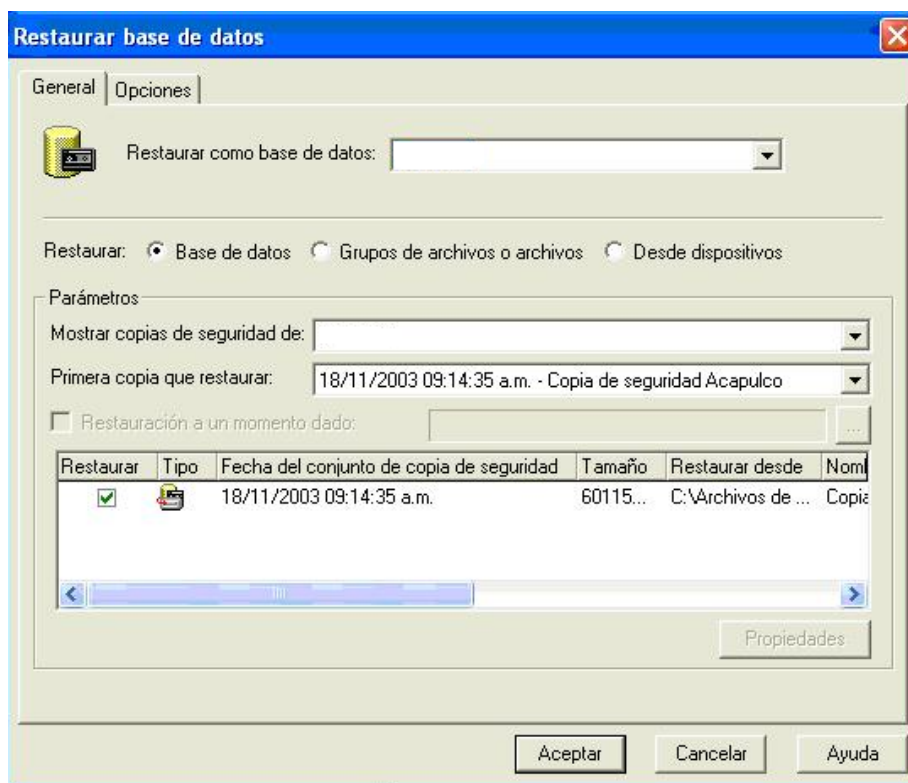 Restaurar base de datos
General Opciones
Restaurar como base de datos:
Restaurar: Base de datos Grupos de archivos o archivos Desde dispositivos
Parámetros
Mostrar copias de seguridad de:
Primera copia que restaurar: 18/11/2003 09:14:35 a.m. - Copia de seguridad Acapulco
Restauración a un momento dado: ...
Restaurar Tipo Fecha del conjunto de copia de seguridad Tamaño Restaurar desde Noml
18/11/2003 09:14:35 a.m. 60115... C:\Archivos de ... Copia
Propiedades
Aceptar Cancelar Ayuda